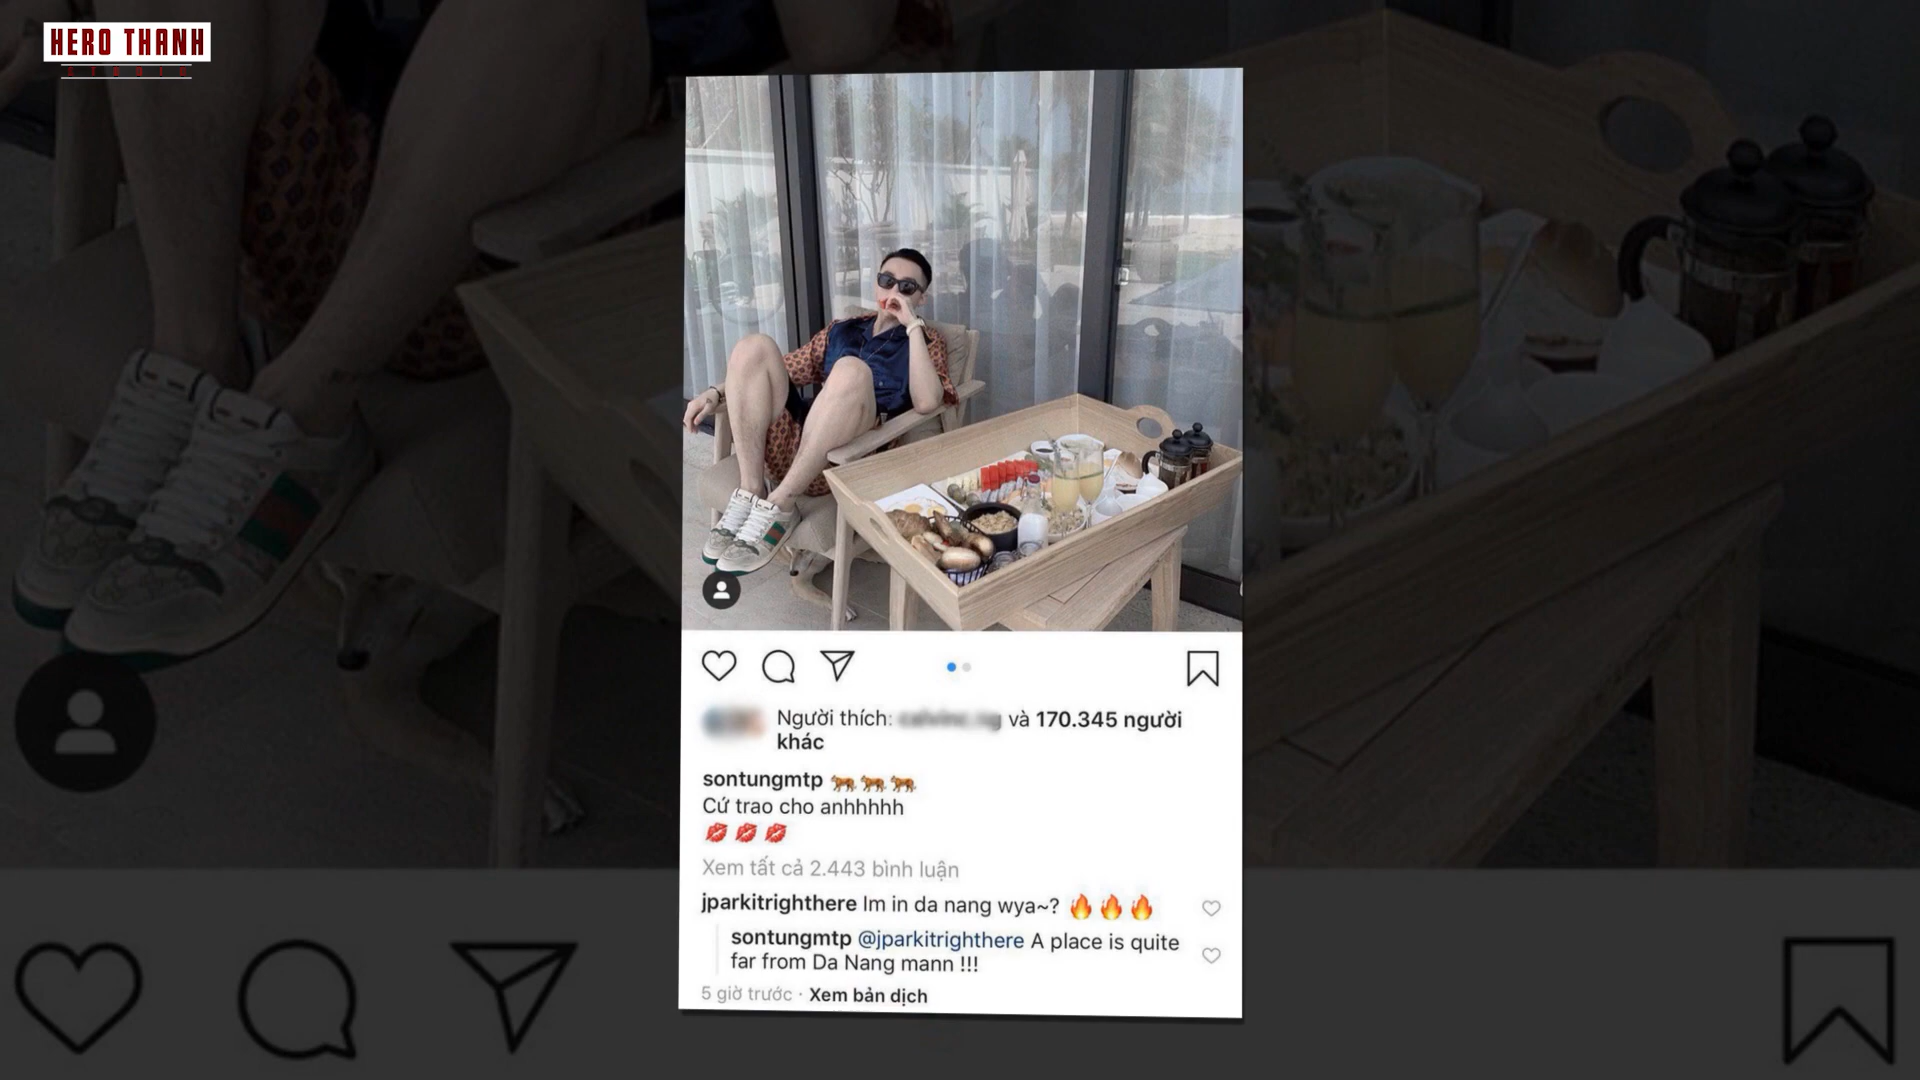 HERO THANH
STUDIO
Người thích: và 170.345 người
khác
sontungmtp 🐅🐅🐅
Cứ trao cho anhhhhh
💋💋💋
Xem tất cả 2.443 bình luận
jparkitrighthere Im in da nang wya~? 🔥🔥🔥
sontungmtp @jparkitrighthere A place is quite
far from Da Nang mann !!!
5 giờ trước · Xem bản dịch